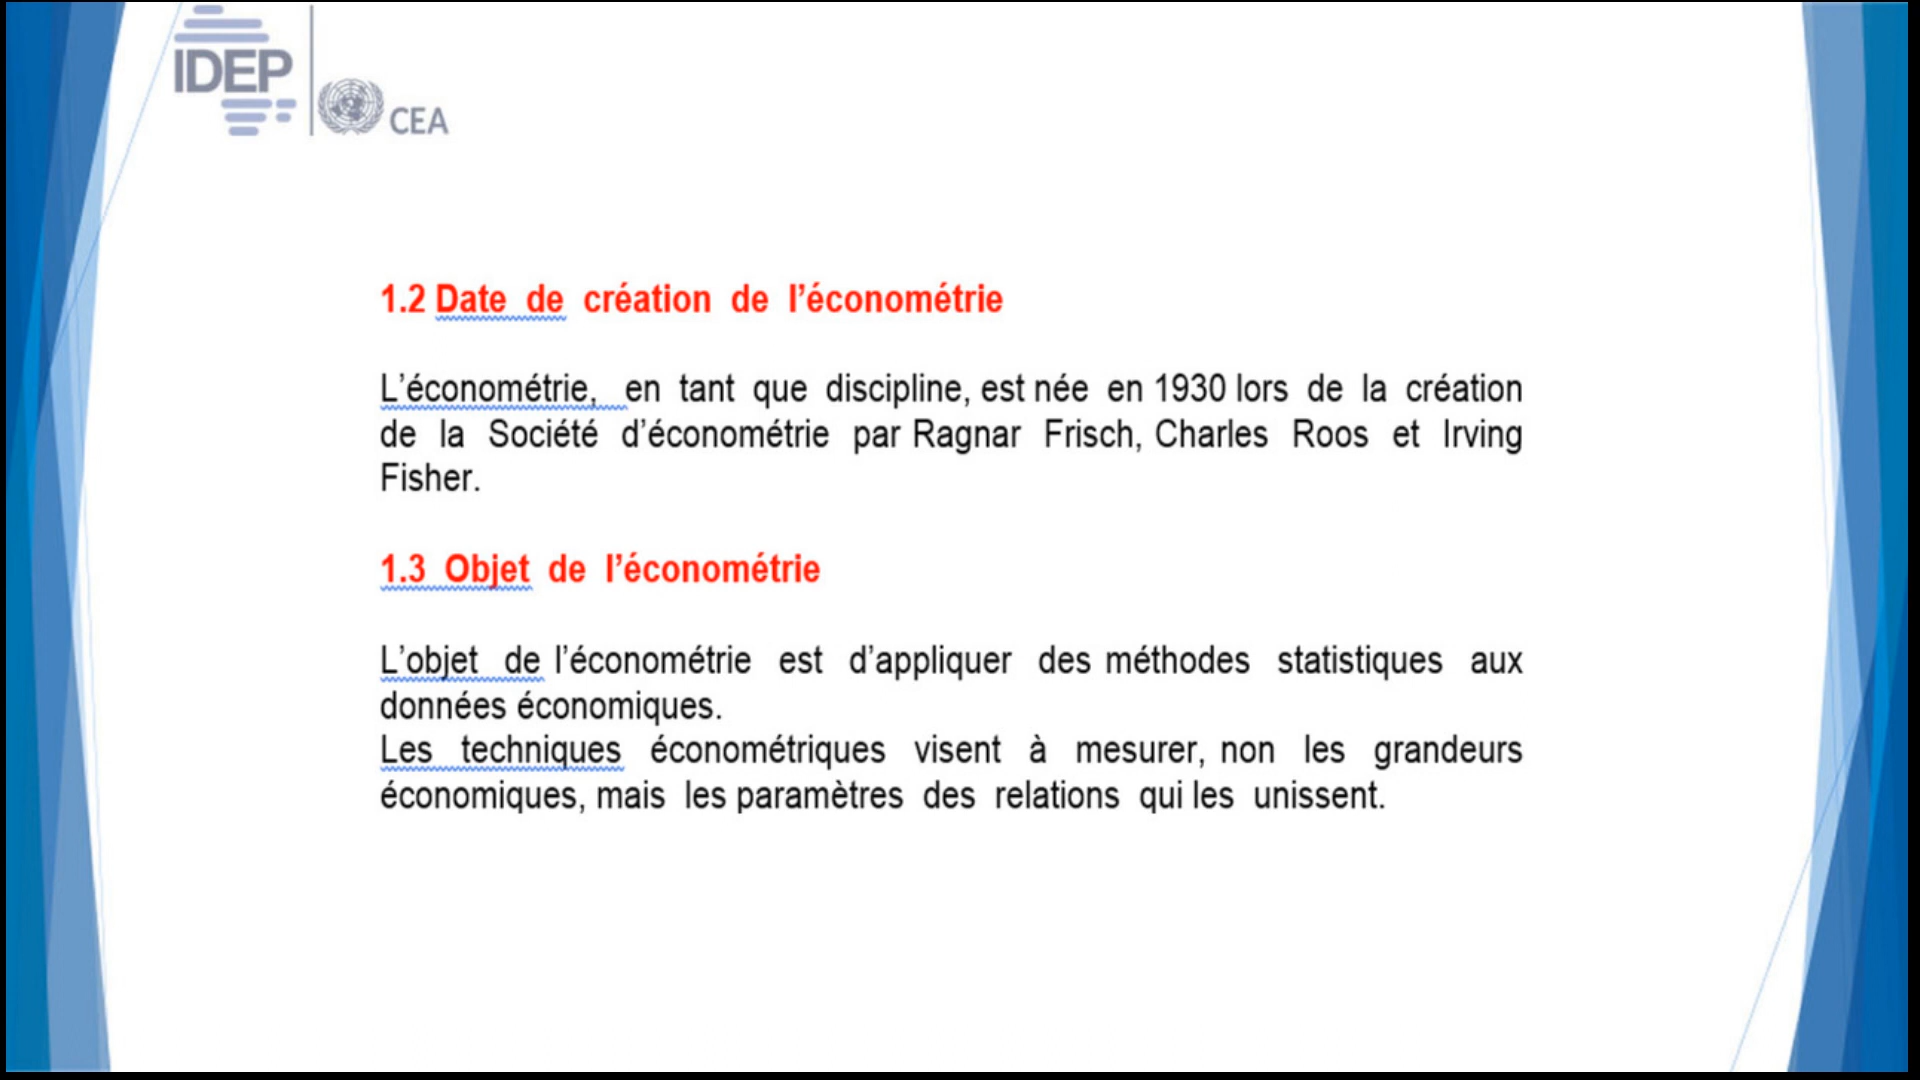 IDEP
CEA
1.2 Date de création de l’économétrie
L’économétrie, en tant que discipline, est née en 1930 lors de la création
de la Société d’économétrie par Ragnar Frisch, Charles Roos et Irving
Fisher.
1.3 Objet de l’économétrie
L’objet de l’économétrie est d’appliquer des méthodes statistiques aux
données économiques.
Les techniques économétriques visent à mesurer, non les grandeurs
économiques, mais les paramètres des relations qui les unissent.